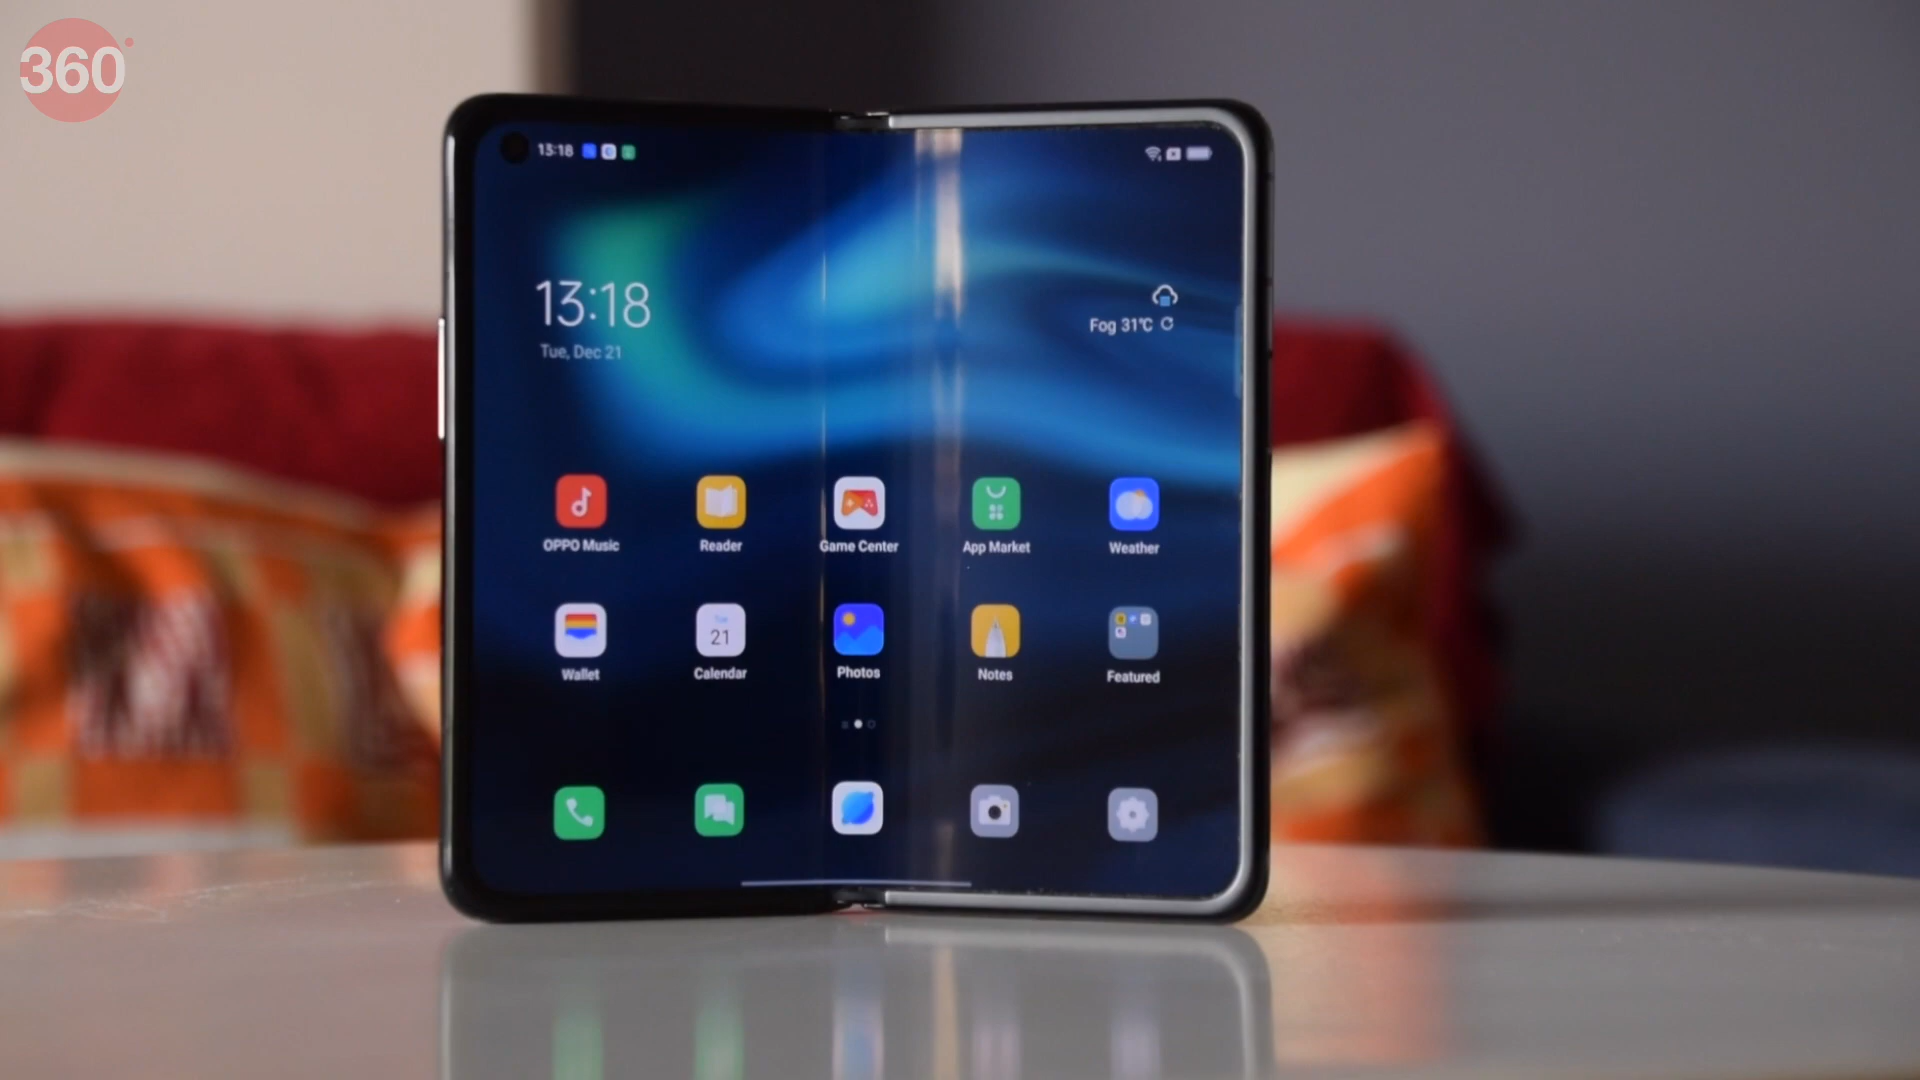 360
13:18
13:18
Tue, Dec 21
Fog 31°C
OPPO Music
Reader
Game Center
App Market
Weather
Tue
21
Wallet
Calendar
Photos
Notes
Featured